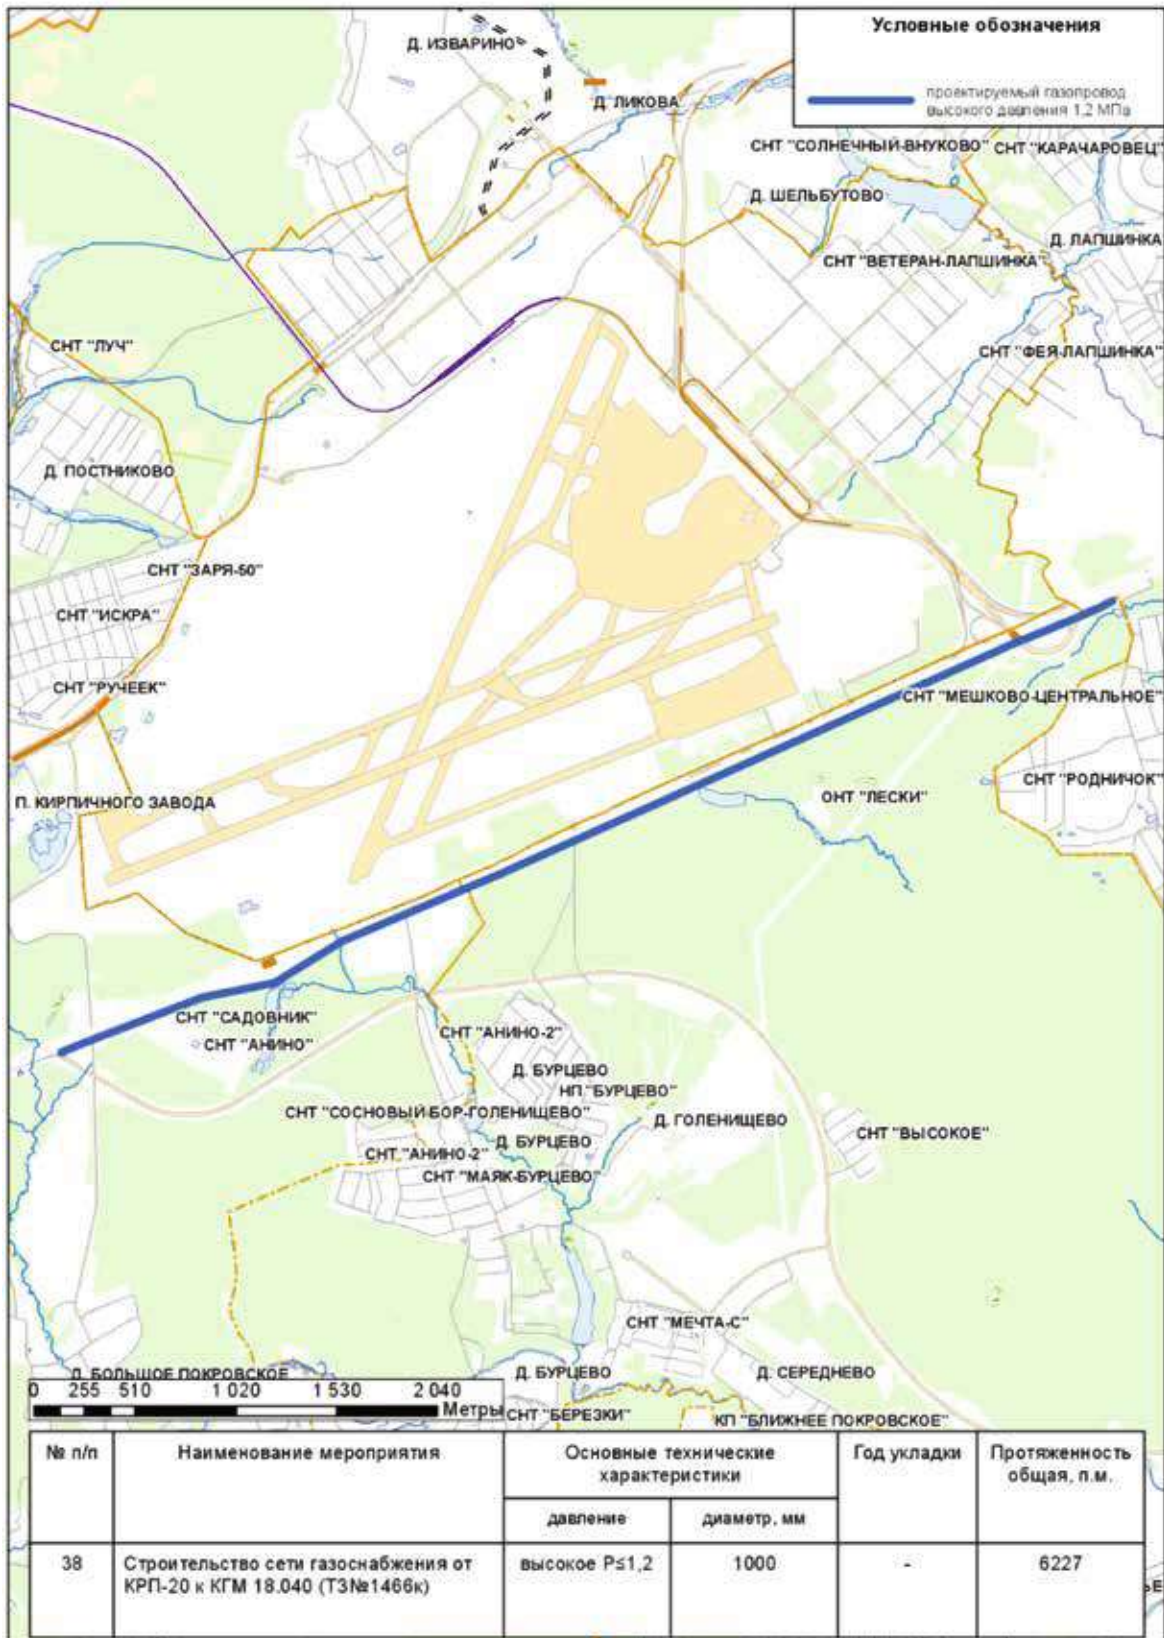 Условные обозначения
проектируемый газопровод
высокого давления 1,2 МПа
Д. ИЗВАРИНО
Д. ЛИКОВА
СНТ "СОЛНЕЧНЫЙ-ВНУКОВО"
СНТ "КАРАЧАРОВЕЦ"
Д. ШЕЛЬБУТОВО
Д. ЛАПШИНКА
СНТ "ВЕТЕРАН-ЛАПШИНКА"
СНТ "ЛУЧ"
СНТ "ФЕЯ-ЛАПШИНКА"
Д. ПОСТНИКОВО
СНТ "ЗАРЯ-50"
СНТ "ИСКРА"
СНТ "РУЧЕЕК"
СНТ "МЕШКОВО-ЦЕНТРАЛЬНОЕ"
СНТ "РОДНИЧОК"
П. КИРПИЧНОГО ЗАВОДА
ОНТ "ЛЕСКИ"
СНТ "САДОВНИК"
СНТ "АНИНО"
СНТ "АНИНО-2"
Д. БУРЦЕВО
НП "БУРЦЕВО"
СНТ "СОСНОВЫЙ БОР-ГОЛЕНИЩЕВО"
Д. ГОЛЕНИЩЕВО
СНТ "ВЫСОКОЕ"
Д. БУРЦЕВО
СНТ "АНИНО-2"
СНТ "МАЯК-БУРЦЕВО"
СНТ "МЕЧТА-С"
Д. БОЛЬШОЕ ПОКРОВСКОЕ
Д. БУРЦЕВО
Д. СЕРЕДНЕВО
0 255 510 1 020 1 530 2 040
Метры
СНТ "БЕРЕЗКИ"
КП "БЛИЖНЕЕ ПОКРОВСКОЕ"
№ п/п
Наименование мероприятия
Основные технические
характеристики
Год укладки
Протяженность
общая, п.м.
давление
диаметр, мм
38
Строительство сети газоснабжения от
КРП-20 к КГМ 18.040 (ТЗ№1466к)
высокое Р≤1,2
1000
-
6227